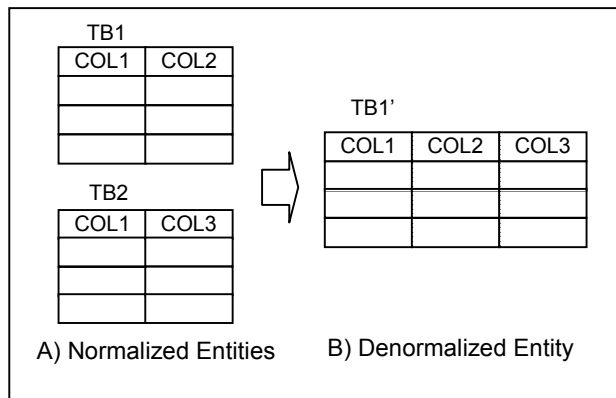 TB1
COL1 COL2
TB2
COL1 COL3
A) Normalized Entities
TB1’
COL1 COL2 COL3
B) Denormalized Entity